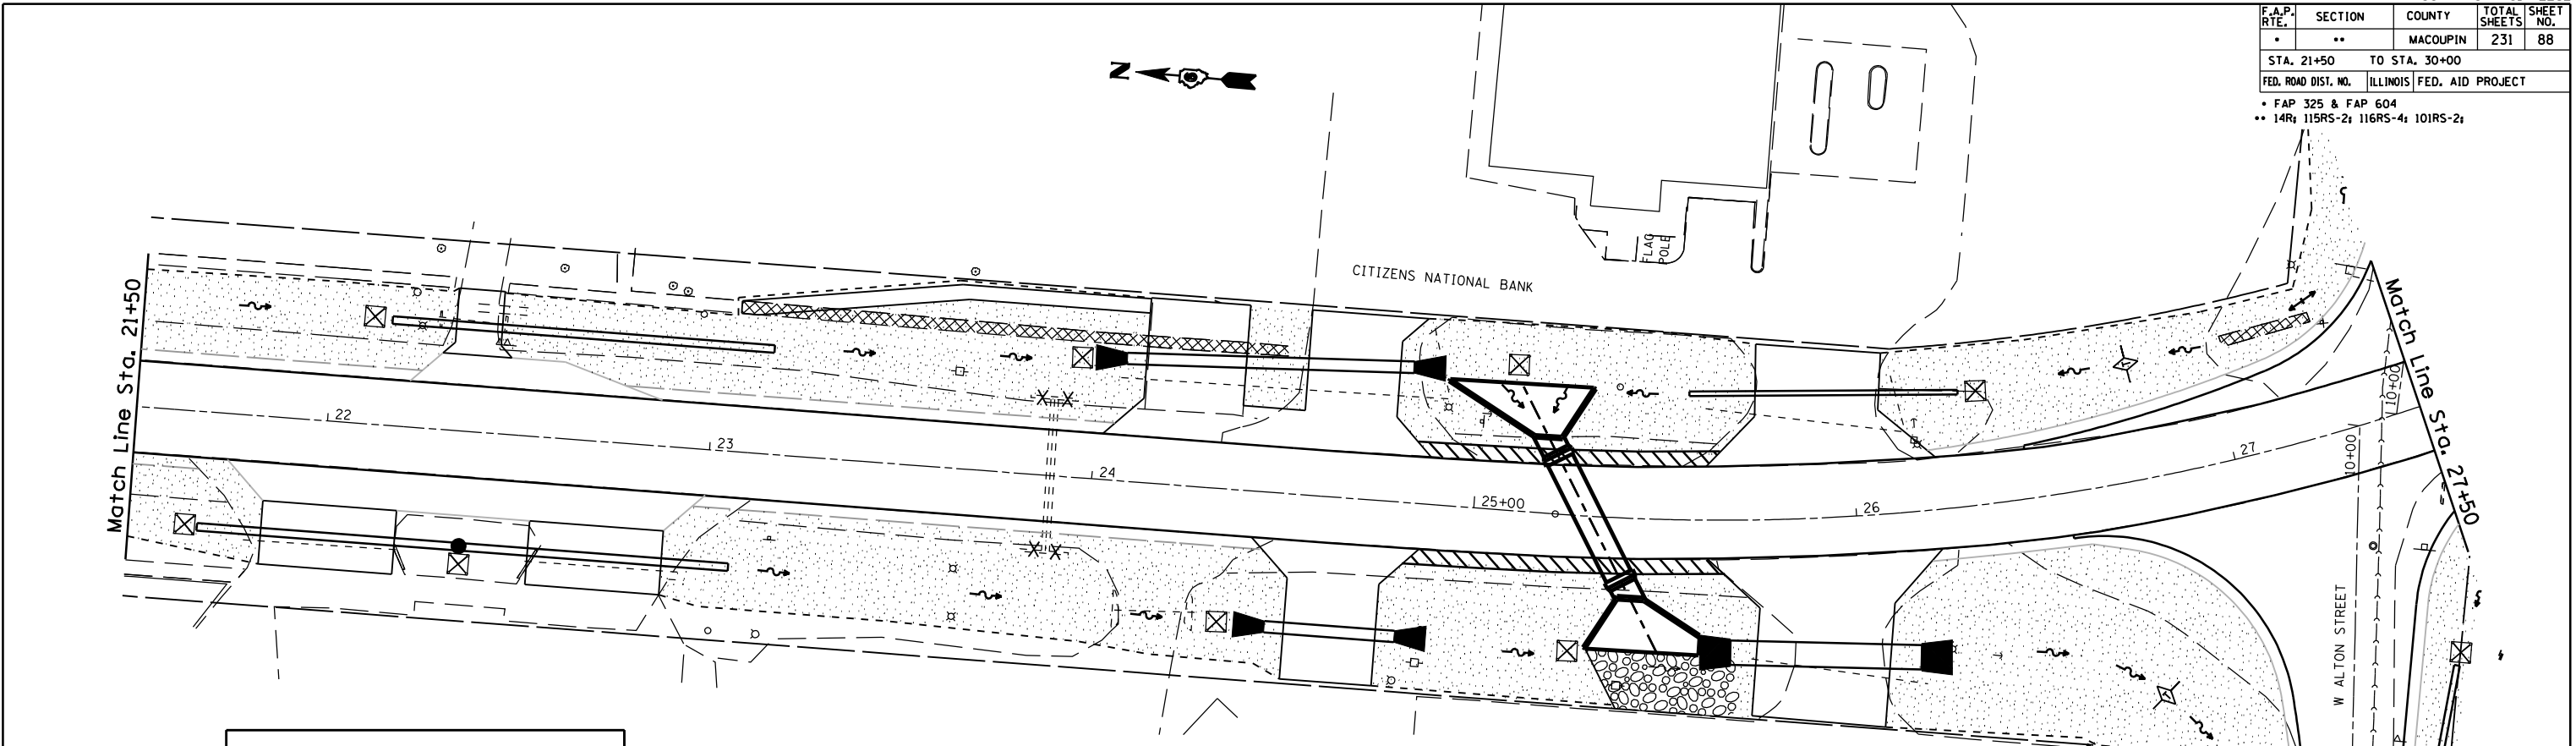 F.A.P. RTE. SECTION COUNTY TOTAL SHEETS SHEET NO.
• •• MACOUPIN 231 88
STA. 21+50 TO STA. 30+00
FED. ROAD DIST. NO. ILLINOIS FED. AID PROJECT
• FAP 325 & FAP 604
•• 14R; 115RS-2; 116RS-4; 101RS-2;
N
FLAG
POLE
CITIZENS NATIONAL BANK
Match Line Sta. 21+50
22
23
24
25+00
26
27
10+00
10+00
Match Line Sta. 27+50
W ALTON STREET